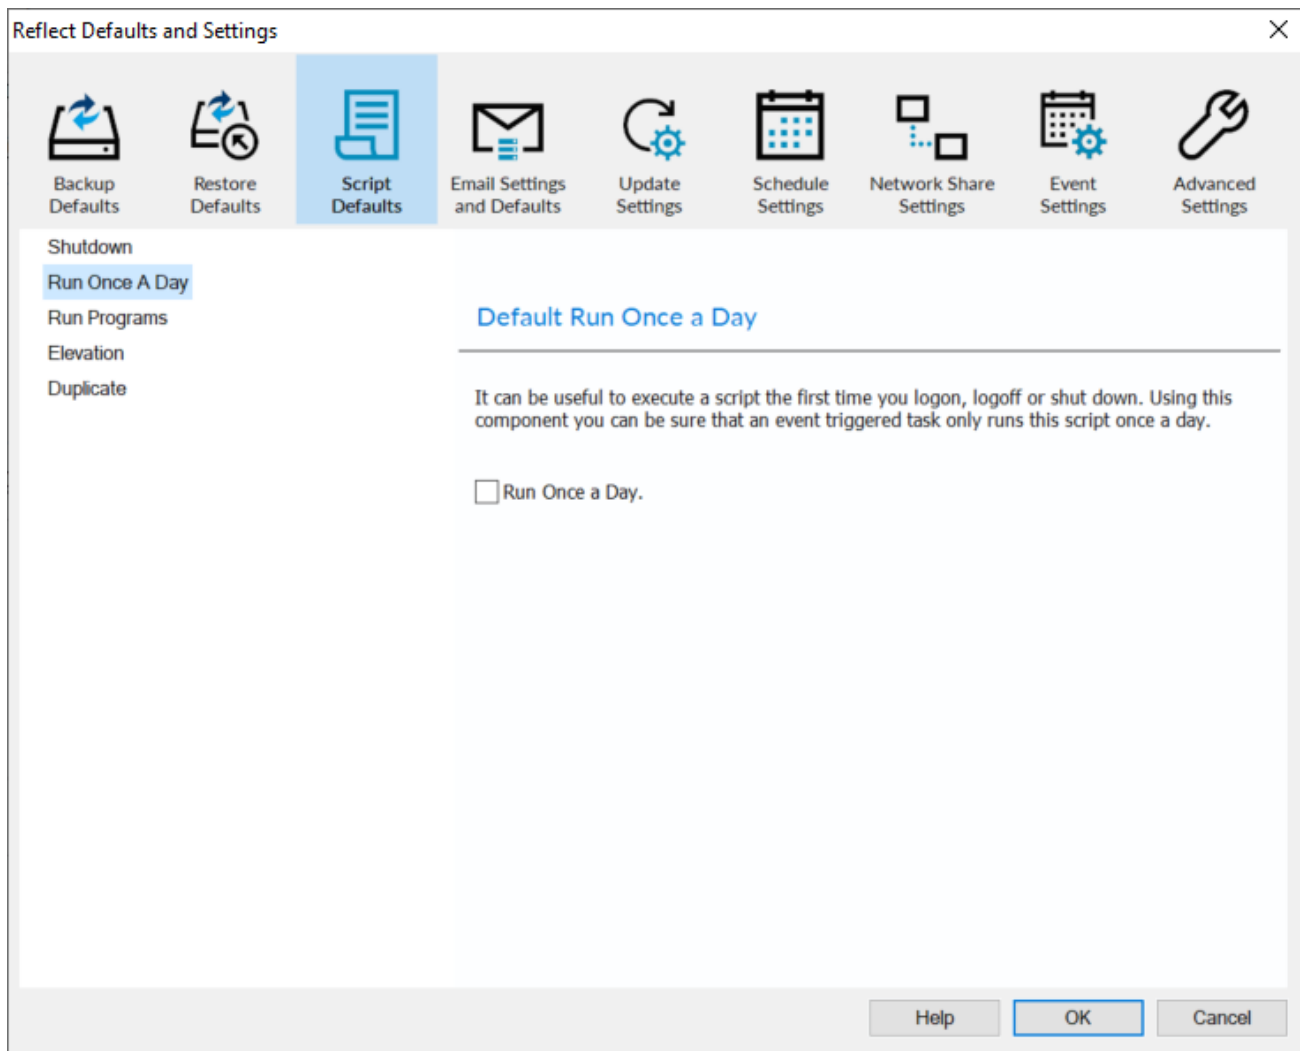 Reflect Defaults and Settings
Backup
Defaults
Restore
Defaults
Script
Defaults
Email Settings
and Defaults
Update
Settings
Schedule
Settings
Network Share
Settings
Event
Settings
Advanced
Settings
Shutdown
Run Once A Day
Run Programs
Elevation
Duplicate
Default Run Once a Day
It can be useful to execute a script the first time you logon, logoff or shut down. Using this
component you can be sure that an event triggered task only runs this script once a day.
Run Once a Day.
Help
OK
Cancel